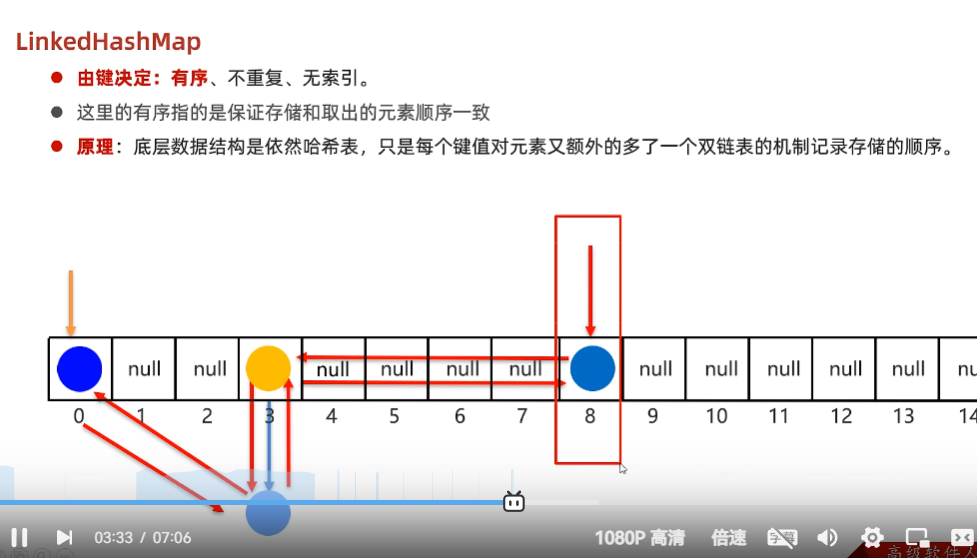 LinkedHashMap
由键决定：有序、不重复、无索引。
这里的有序指的是保证存储和取出的元素顺序一致
原理：底层数据结构是依然哈希表，只是每个键值对元素又额外的多了一个双链表的机制记录存储的顺序。
null null null null null null null null null null null nu
0 1 2 3 4 5 6 7 8 9 10 11 12 13 14
03:33 / 07:06 1080P 高清 倍速 字幕
高级软件人